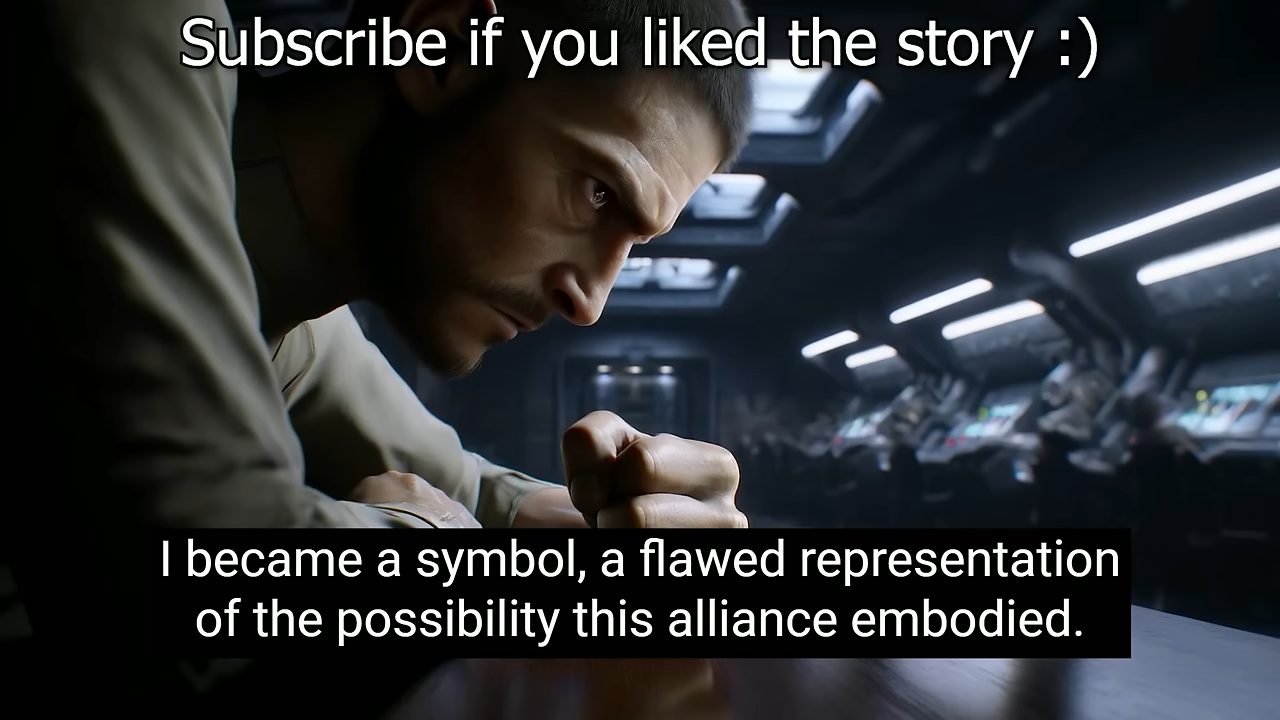 Subscribe if you liked the story :)
I became a symbol, a flawed representation
of the possibility this alliance embodied.